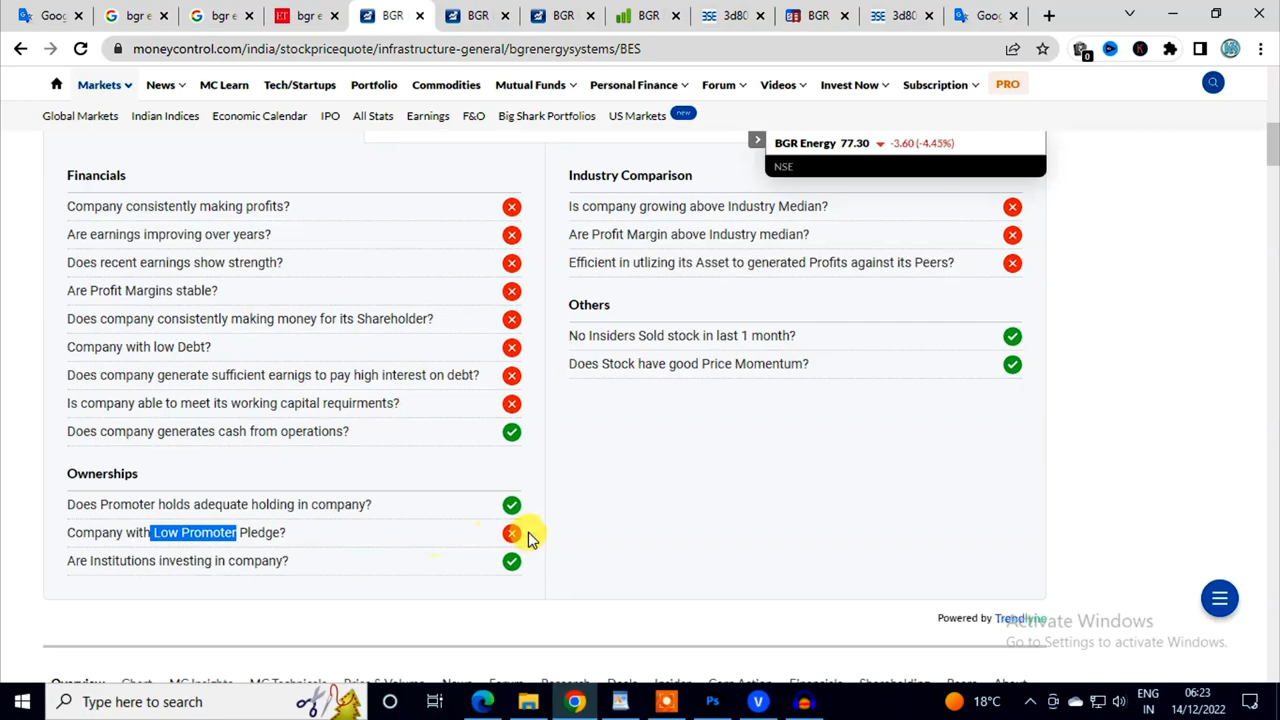 Goo
bgr e
bgr e
ET
bgr e
BGR
BGR
BGR
BGR
3d80
BGR
3d80
Goo
moneycontrol.com/india/stockpricequote/infrastructure-general/bgrenergysystems/BES
0
K
Markets News MC Learn Tech/Startups Portfolio Commodities Mutual Funds Personal Finance Forum Videos Invest Now Subscription PRO
Global Markets Indian Indices Economic Calendar IPO All Stats Earnings F&O Big Shark Portfolios US Markets new
BGR Energy 77.30 -3.60 (-4.45%)
NSE
Financials
Company consistently making profits?
Are earnings improving over years?
Does recent earnings show strength?
Are Profit Margins stable?
Does company consistently making money for its Shareholder?
Company with low Debt?
Does company generate sufficient earnigs to pay high interest on debt?
Is company able to meet its working capital requirments?
Does company generates cash from operations?
Ownerships
Does Promoter holds adequate holding in company?
Company with Low Promoter Pledge?
Are Institutions investing in company?
Industry Comparison
Is company growing above Industry Median?
Are Profit Margin above Industry median?
Efficient in utlizing its Asset to generated Profits against its Peers?
Others
No Insiders Sold stock in last 1 month?
Does Stock have good Price Momentum?
Powered by Trendlyne
Activate Windows
Go to Settings to activate Windows.
Type here to search
Ps
V
18°C
ENG
IN
06:23
14/12/2022